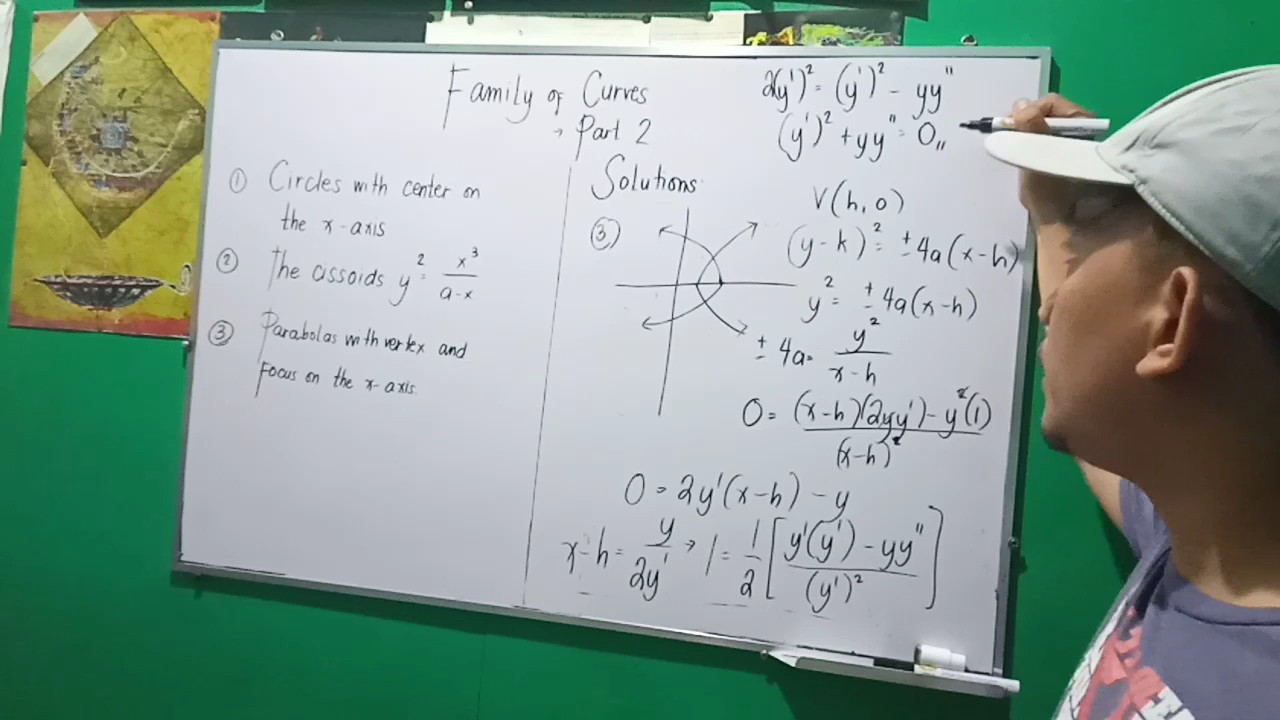 Family of Curves
→ Part 2
① Circles with center on
the x-axis
② The cissoids y² = x³/(a-x)
③ Parabolas with vertex and
Focus on the x-axis.
2(y')² = (y')² - yy"
(y')² + yy" = 0,,
Solutions:
③
V(h, 0)
(y-k)² = ± 4a(x-h)
y² = ± 4a(x-h)
± 4a = y²/(x-h)
0 = ((x-h)(2yy') - y²(1))/(x-h)²
0 = 2y'(x-h) - y
x-h = y/2y' → 1 = 1/2 [(y'(y') - yy")/(y')²]